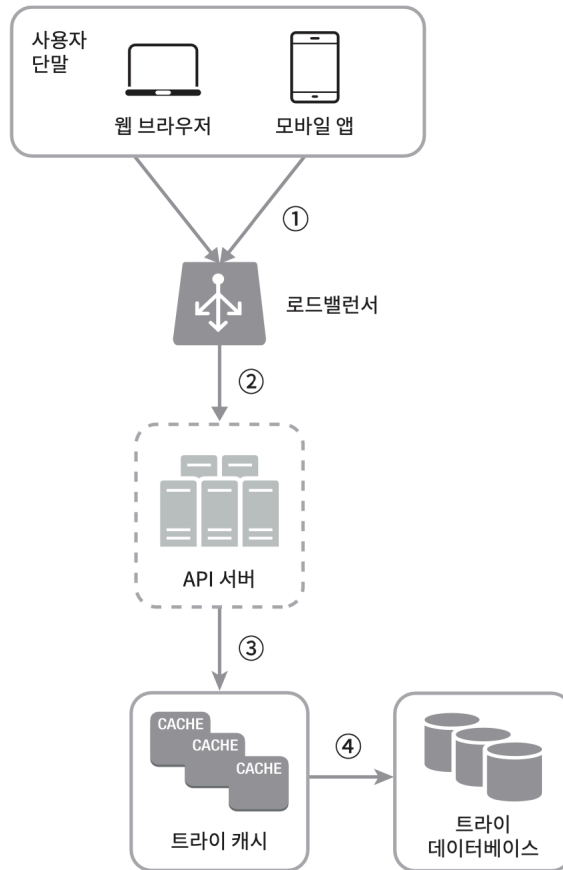 사용자
단말
웹 브라우저
모바일 앱
①
로드밸런서
②
API 서버
③
CACHE
CACHE
CACHE
④
트라이 캐시
트라이
데이터베이스